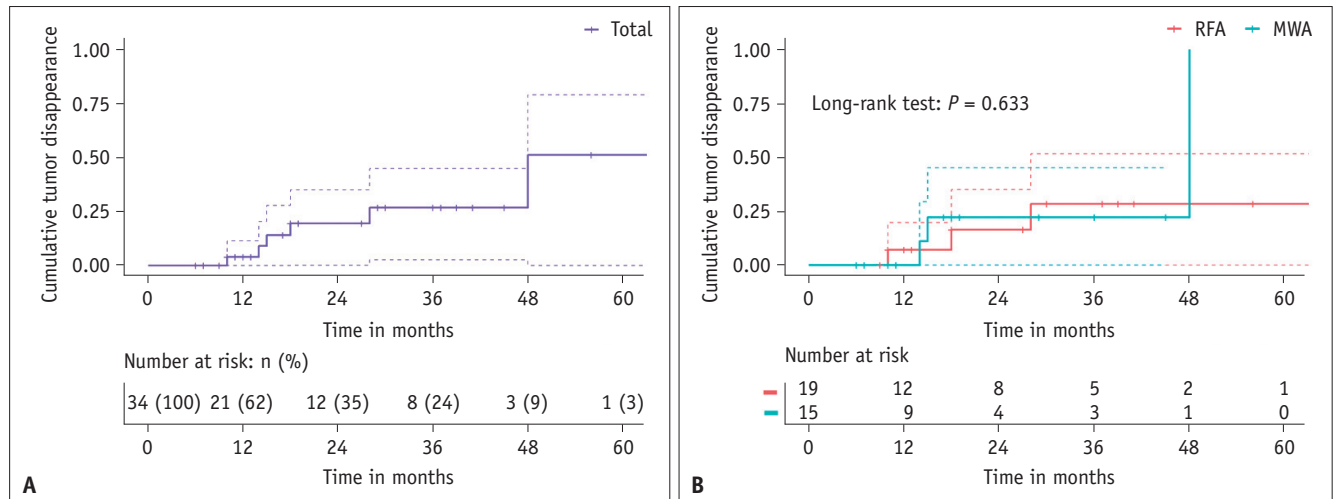 Total
Cumulative tumor disappearance
1.00
0.75
0.50
0.25
0.00
0 12 24 36 48 60
Time in months
Number at risk: n (%)
34 (100) 21 (62) 12 (35) 8 (24) 3 (9) 1 (3)
0 12 24 36 48 60
Time in months
A
RFA MWA
Cumulative tumor disappearance
1.00
0.75
0.50
0.25
0.00
Long-rank test: P = 0.633
0 12 24 36 48 60
Time in months
Number at risk
19 12 8 5 2 1
15 9 4 3 1 0
0 12 24 36 48 60
Time in months
B